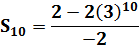 S₁₀ = (2 − 2(3)¹⁰) / −2